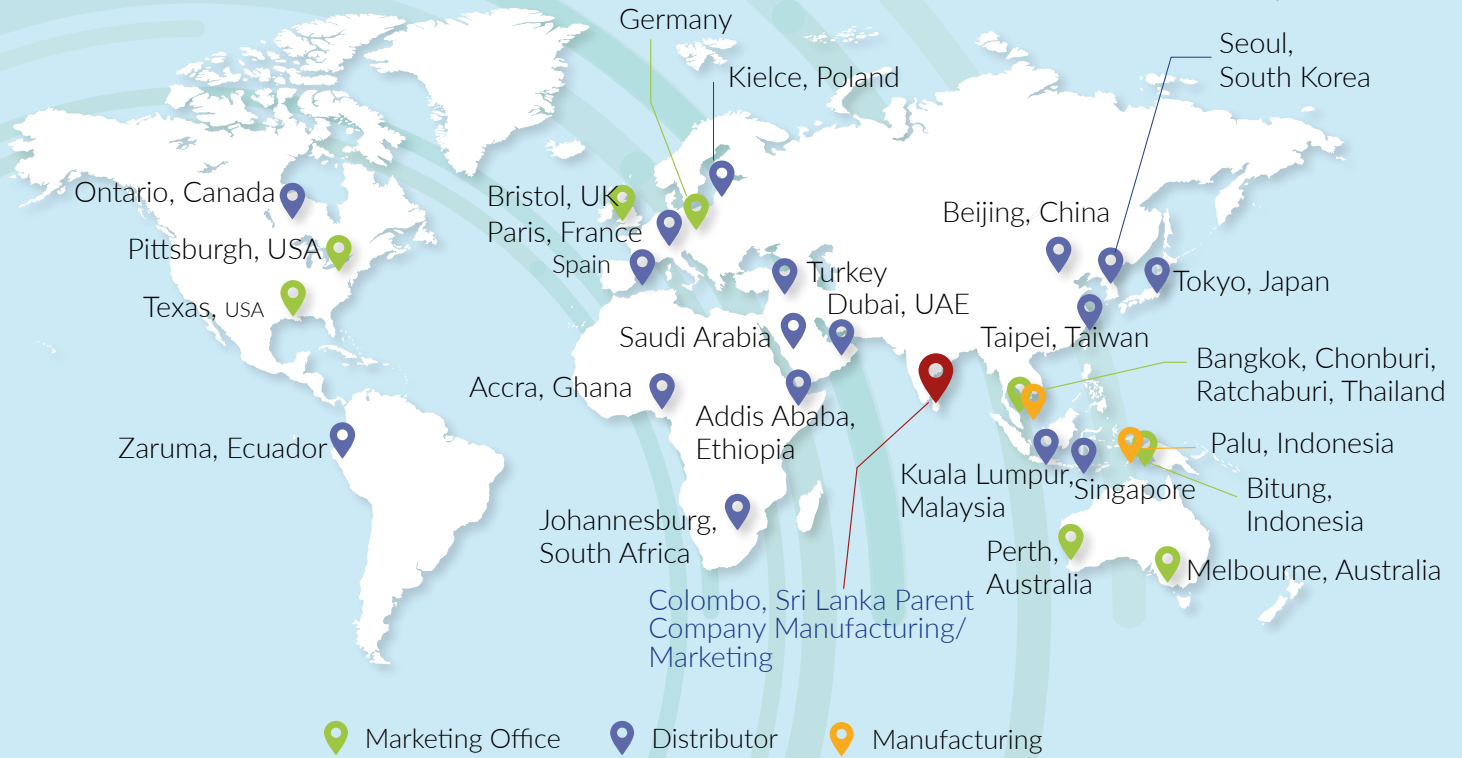 Germany
Seoul,
South Korea
Kielce, Poland
Ontario, Canada
Bristol, UK
Beijing, China
Pittsburgh, USA
Paris, France
Spain
Turkey
Tokyo, Japan
Texas, USA
Dubai, UAE
Saudi Arabia
Taipei, Taiwan
Bangkok, Chonburi,
Ratchaburi, Thailand
Accra, Ghana
Addis Ababa,
Ethiopia
Zaruma, Ecuador
Palu, Indonesia
Kuala Lumpur,
Malaysia
Singapore
Bitung,
Indonesia
Johannesburg,
South Africa
Perth,
Australia
Melbourne, Australia
Colombo, Sri Lanka Parent
Company Manufacturing/
Marketing
Marketing Office
Distributor
Manufacturing